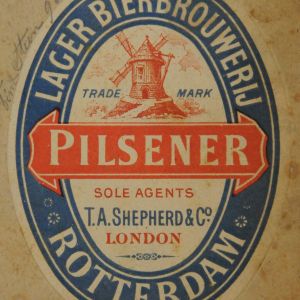 LAGER BIERBROUWERIJ
TRADE MARK
PILSENER
SOLE AGENTS
T.A. SHEPHERD & Co.
LONDON
ROTTERDAM